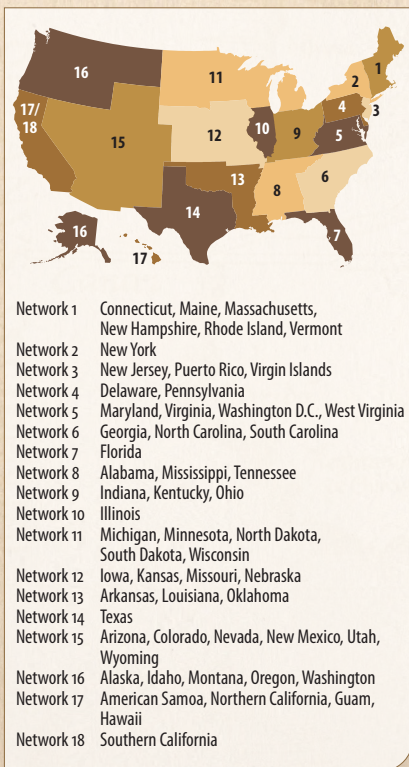 16
11
1
2
17/
18
4
3
15
12
10
9
5
13
6
14
8
16
17
7
Network 1 Connecticut, Maine, Massachusetts,
New Hampshire, Rhode Island, Vermont
Network 2 New York
Network 3 New Jersey, Puerto Rico, Virgin Islands
Network 4 Delaware, Pennsylvania
Network 5 Maryland, Virginia, Washington D.C., West Virginia
Network 6 Georgia, North Carolina, South Carolina
Network 7 Florida
Network 8 Alabama, Mississippi, Tennessee
Network 9 Indiana, Kentucky, Ohio
Network 10 Illinois
Network 11 Michigan, Minnesota, North Dakota,
South Dakota, Wisconsin
Network 12 Iowa, Kansas, Missouri, Nebraska
Network 13 Arkansas, Louisiana, Oklahoma
Network 14 Texas
Network 15 Arizona, Colorado, Nevada, New Mexico, Utah,
Wyoming
Network 16 Alaska, Idaho, Montana, Oregon, Washington
Network 17 American Samoa, Northern California, Guam,
Hawaii
Network 18 Southern California